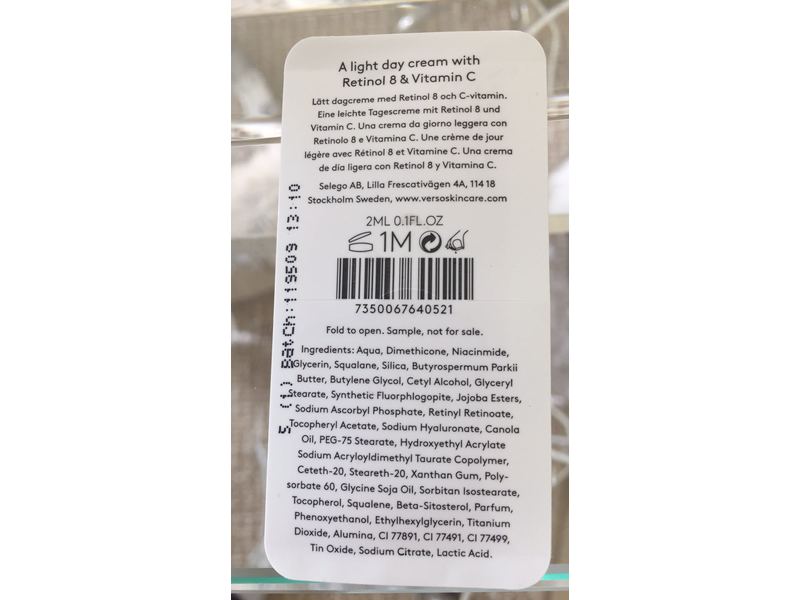 A light day cream with
Retinol 8 & Vitamin C
Lätt dagcreme med Retinol 8 och C-vitamin.
Eine leichte Tagescreme mit Retinol 8 und
Vitamin C. Una crema da giorno leggera con
Retinolo 8 e Vitamine C. Une crème de jour
légère avec Rétinol 8 et Vitamine C. Una crema
de día ligera con Retinol 8 y Vitamina C.
Selego AB, Lilla Frescativägen 4A, 114 18
Stockholm Sweden, www.versoskincare.com
2ML 0.1FL.OZ
1M
7350067640521
Fold to open. Sample, not for sale.
Ingredients: Aqua, Dimethicone, Niacinmide,
Glycerin, Squalane, Silica, Butyrospermum Parkii
Butter, Butylene Glycol, Cetyl Alcohol, Glyceryl
Stearate, Synthetic Fluorphlogopite, Jojoba Esters,
Sodium Ascorbyl Phosphate, Retinyl Retinoate,
Tocopheryl Acetate, Sodium Hyaluronate, Canola
Oil, PEG-75 Stearate, Hydroxyethyl Acrylate
Sodium Acryloyldimethyl Taurate Copolymer,
Ceteth-20, Steareth-20, Xanthan Gum, Poly-
sorbate 60, Glycine Soja Oil, Sorbitan Isostearate,
Tocopherol, Squalene, Beta-Sitosterol, Parfum,
Phenoxyethanol, Ethylhexylglycerin, Titanium
Dioxide, Alumina, CI 77891, CI 77491, CI 77499,
Tin Oxide, Sodium Citrate, Lactic Acid.
Batch:119509 13:10